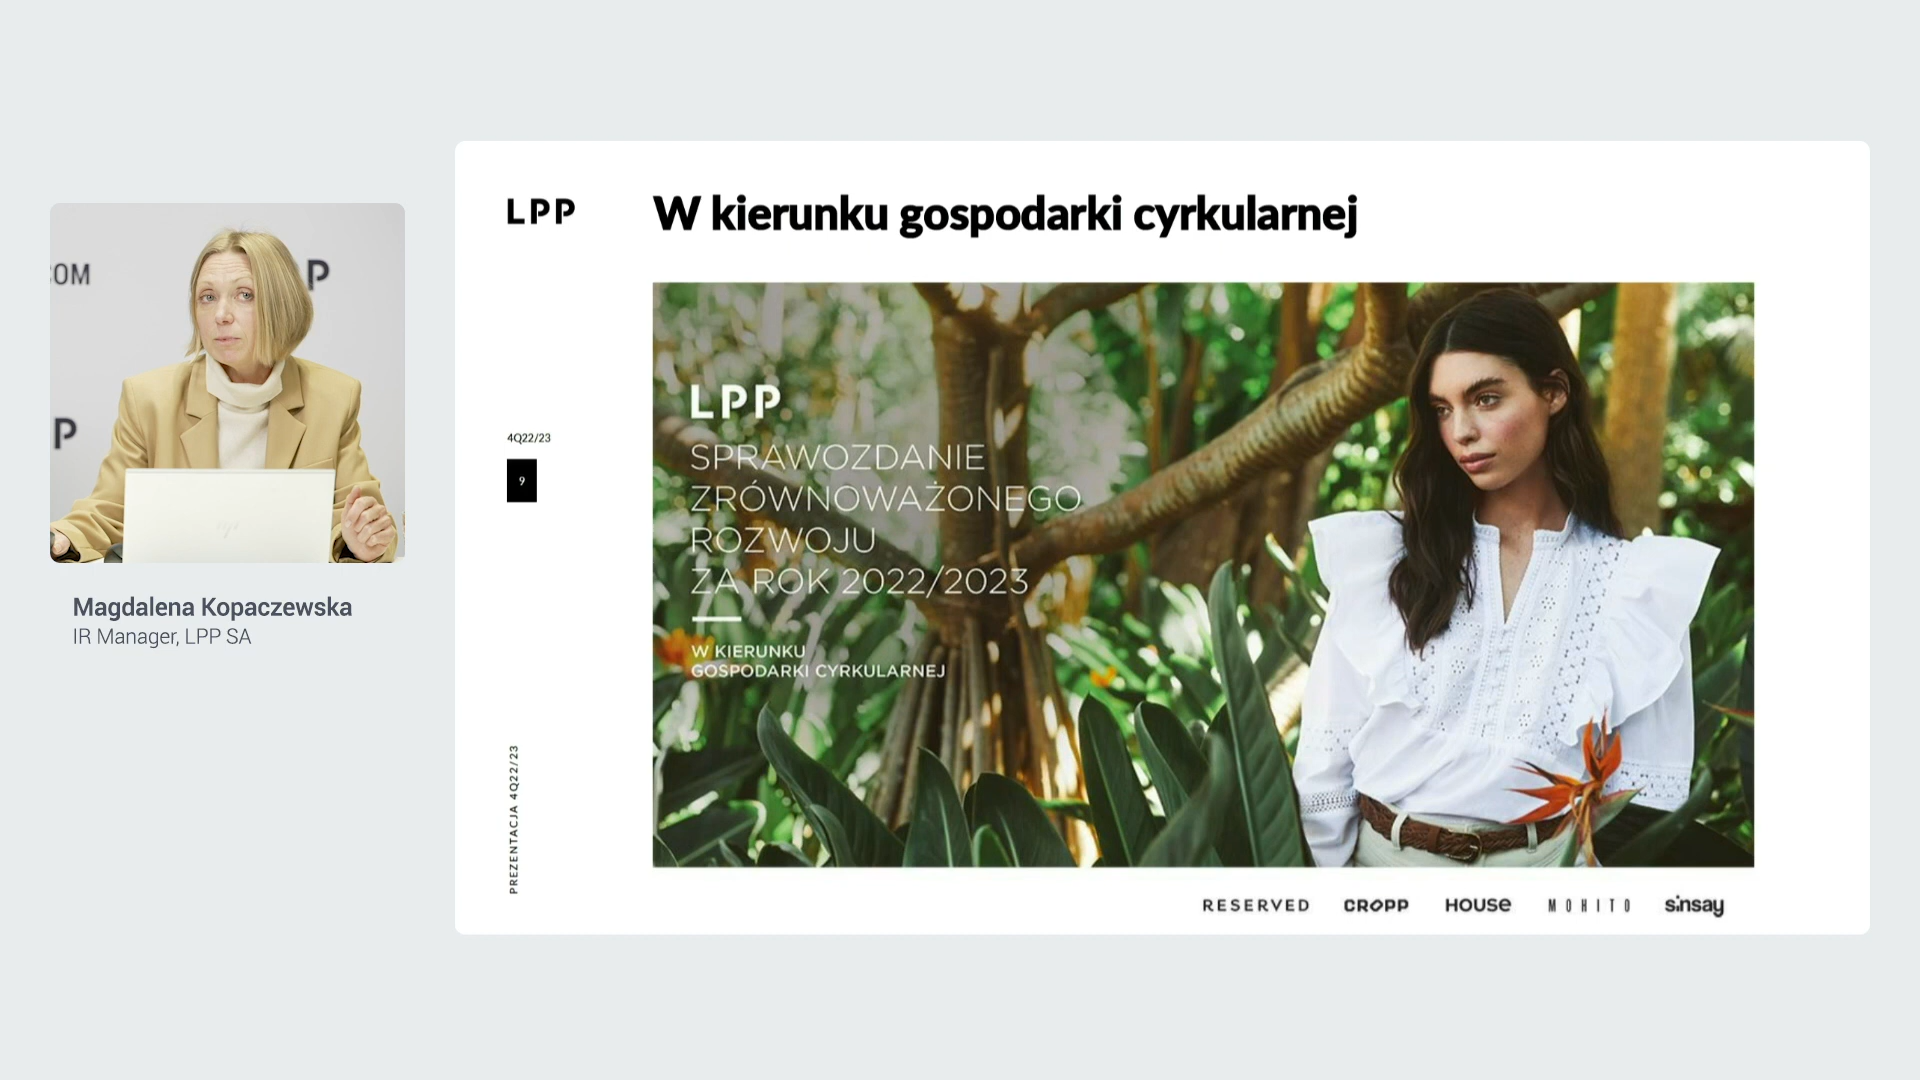 COM
P
P
Magdalena Kopaczewska
IR Manager, LPP SA
LPP
W kierunku gospodarki cyrkularnej
4Q22/23
9
PREZENTACJA 4Q22/23
LPP
SPRAWOZDANIE
ZRÓWNOWAŻONEGO
ROZWOJU
ZA ROK 2022/2023
W KIERUNKU
GOSPODARKI CYRKULARNEJ
RESERVED CROPP HOUSE MOHITO sinsay